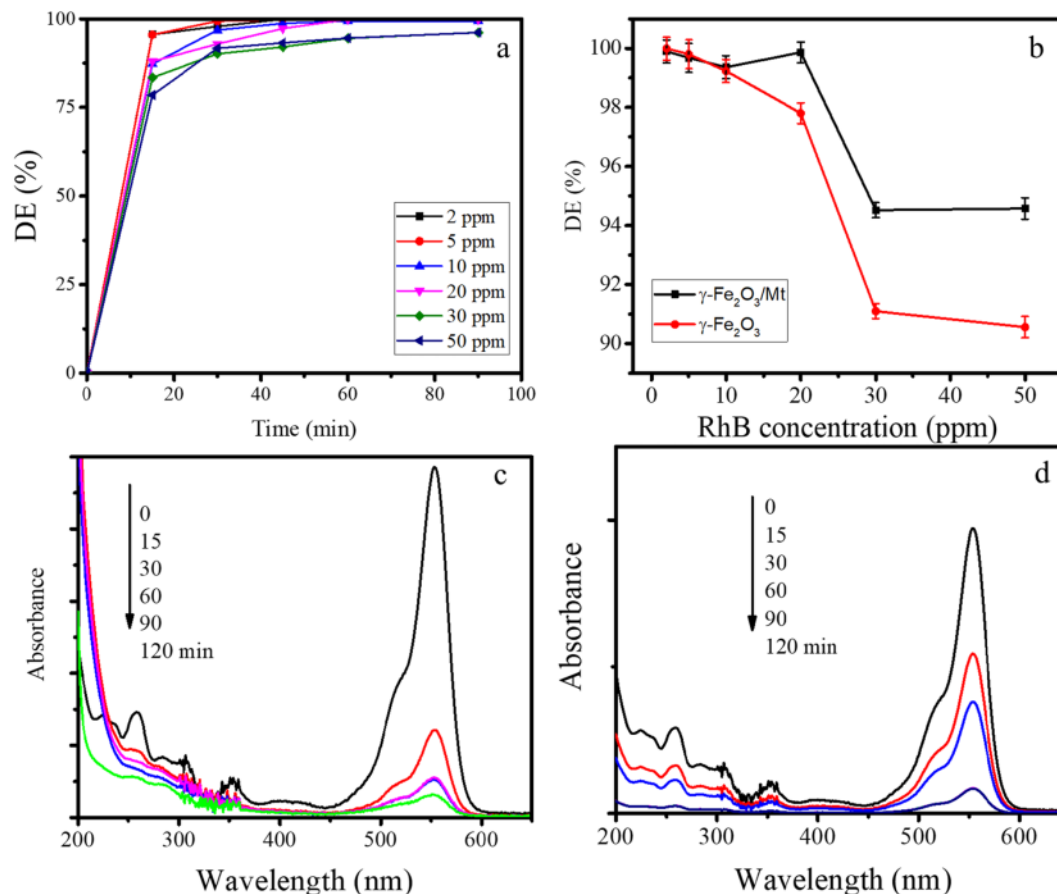 a
100
75
50
25
0
DE (%)
2 ppm
5 ppm
10 ppm
20 ppm
30 ppm
50 ppm
0 20 40 60 80 100
Time (min)
b
100
98
96
94
92
90
DE (%)
γ-Fe₂O₃/Mt
γ-Fe₂O₃
0 10 20 30 40 50
RhB concentration (ppm)
c
Absorbance
0
15
30
60
90
120 min
200 300 400 500 600
Wavelength (nm)
d
Absorbance
0
15
30
60
90
120 min
200 300 400 500 600
Wavelength (nm)